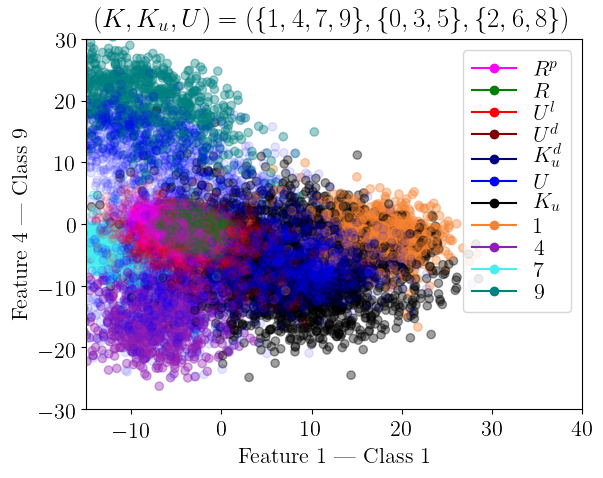 (K, K_u, U) = ({1, 4, 7, 9}, {0, 3, 5}, {2, 6, 8})
30
20
10
0
−10
−20
−30
Feature 4 — Class 9
−10
0
10
20
30
40
Feature 1 — Class 1
R^p
R
U^l
U^d
K_u^d
U
K_u
1
4
7
9